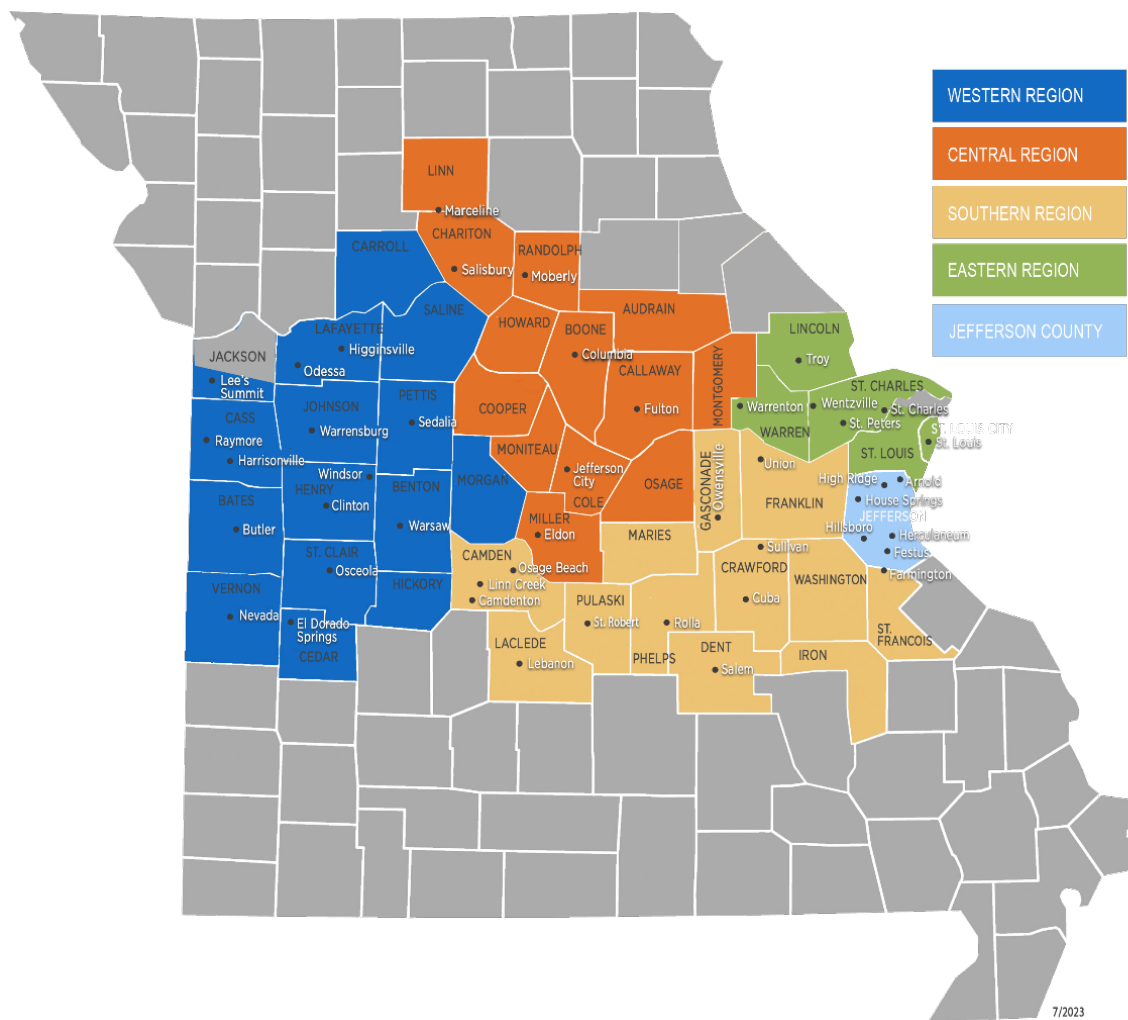 WESTERN REGION
CENTRAL REGION
SOUTHERN REGION
EASTERN REGION
JEFFERSON COUNTY
LINN
Marceline
CHARITON
Salisbury
RANDOLPH
Moberly
CARROLL
SALINE
HOWARD
BOONE
Columbia
AUDRAIN
LAFAYETTE
Higginsville
Odessa
JACKSON
Lee's
Summit
CASS
Raymore
Harrisonville
JOHNSON
Warrensburg
PETTIS
Sedalia
COOPER
MONITEAU
CALLAWAY
Fulton
MONTGOMERY
LINCOLN
Troy
Warrenton
WARREN
ST. CHARLES
Wentzville
St. Charles
St. Peters
ST. LOUIS CITY
St. Louis
ST. LOUIS
Windsor
HENRY
Clinton
BENTON
Warsaw
MORGAN
Jefferson
City
COLE
OSAGE
GASCONADE
Owensville
Union
FRANKLIN
High Ridge
Arnold
House Springs
JEFFERSON
Hillsboro
Herculaneum
Festus
BATES
Butler
ST. CLAIR
Osceola
HICKORY
MILLER
Eldon
MARIES
CAMDEN
Osage Beach
Linn Creek
Camdenton
Sullivan
CRAWFORD
Cuba
WASHINGTON
Farmington
ST.
FRANCOIS
VERNON
Nevada
El Dorado
Springs
CEDAR
PULASKI
St. Robert
Rolla
PHELPS
LACLEDE
Lebanon
DENT
Salem
IRON
7/2023